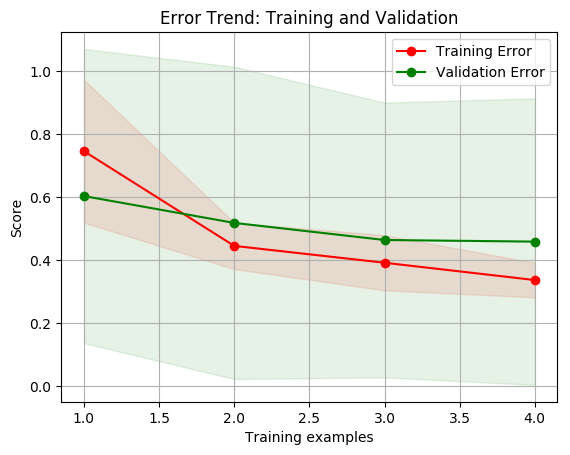 Error Trend: Training and Validation
Training Error
Validation Error
Score
1.0
0.8
0.6
0.4
0.2
0.0
1.0 1.5 2.0 2.5 3.0 3.5 4.0
Training examples